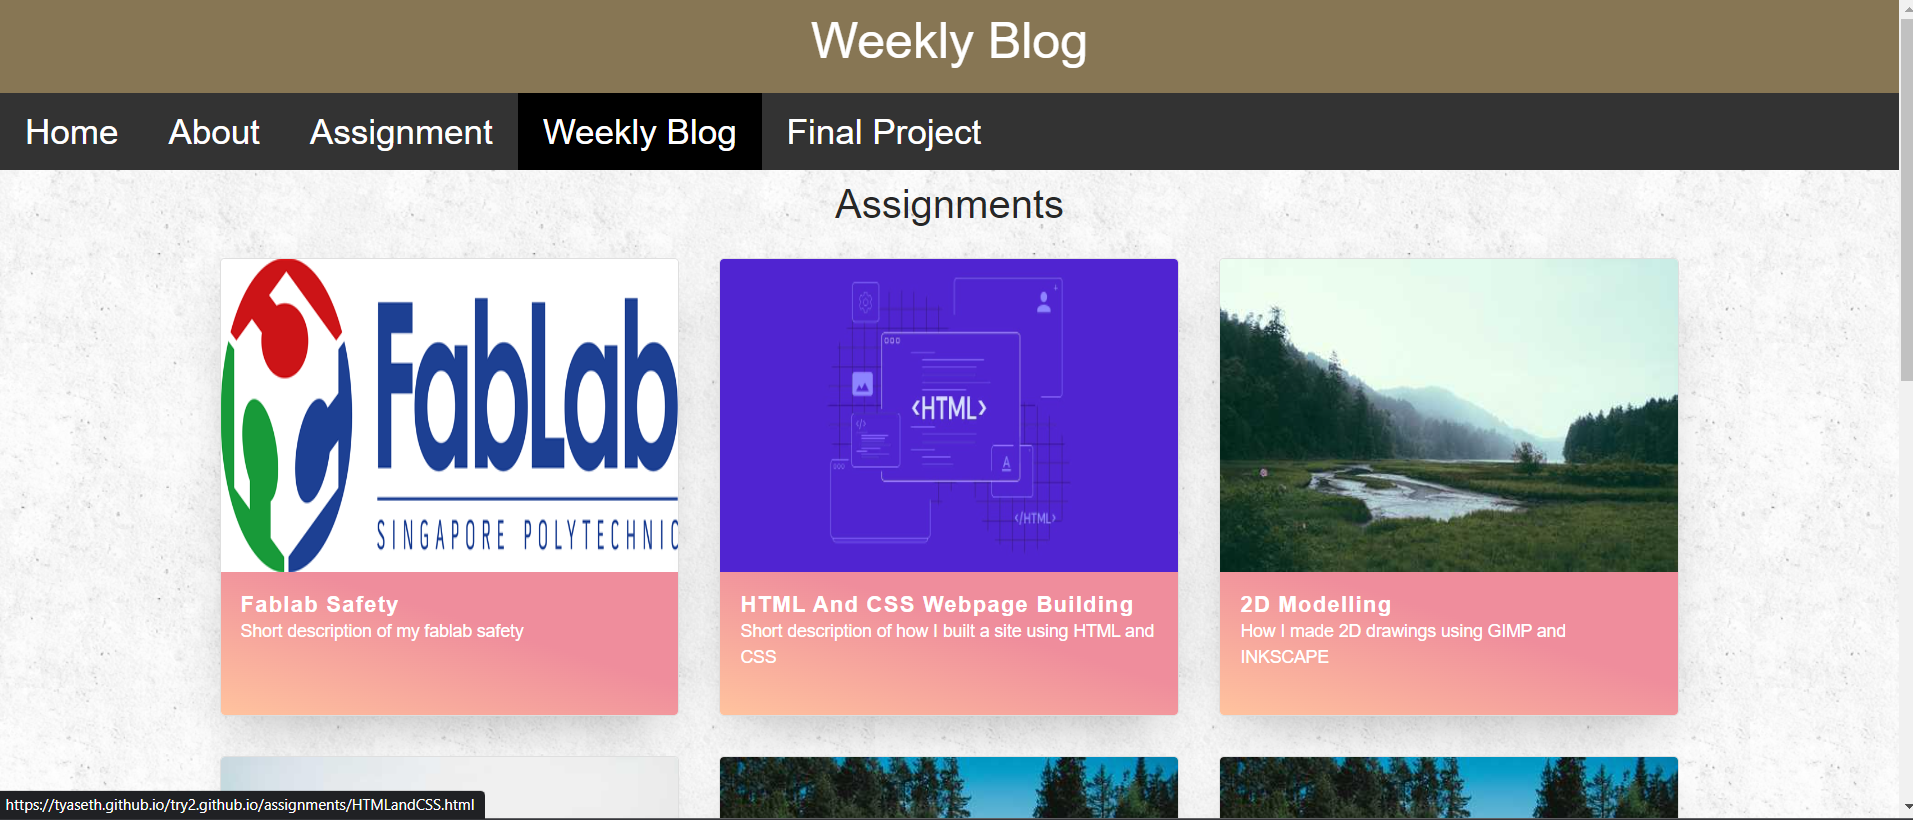 Weekly Blog
Home About Assignment Weekly Blog Final Project
Assignments
FabLab
SINGAPORE POLYTECHNIC
<HTML>
A
</>
</HTML>
Fablab Safety
Short description of my fablab safety
HTML And CSS Webpage Building
Short description of how I built a site using HTML and
CSS
2D Modelling
How I made 2D drawings using GIMP and
INKSCAPE
https://tyaseth.github.io/try2.github.io/assignments/HTMLandCSS.html